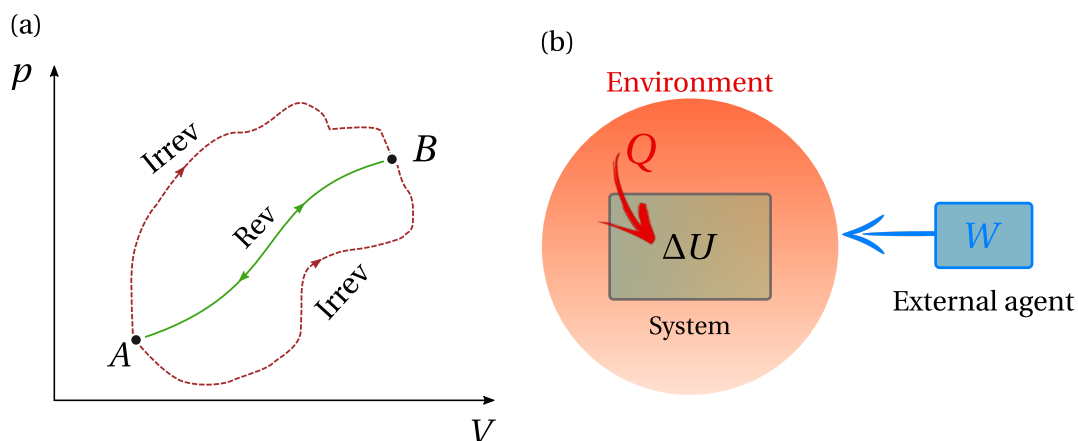 (a)
p
Irrev
B
Rev
Irrev
A
V
(b)
Environment
Q
ΔU
System
W
External agent